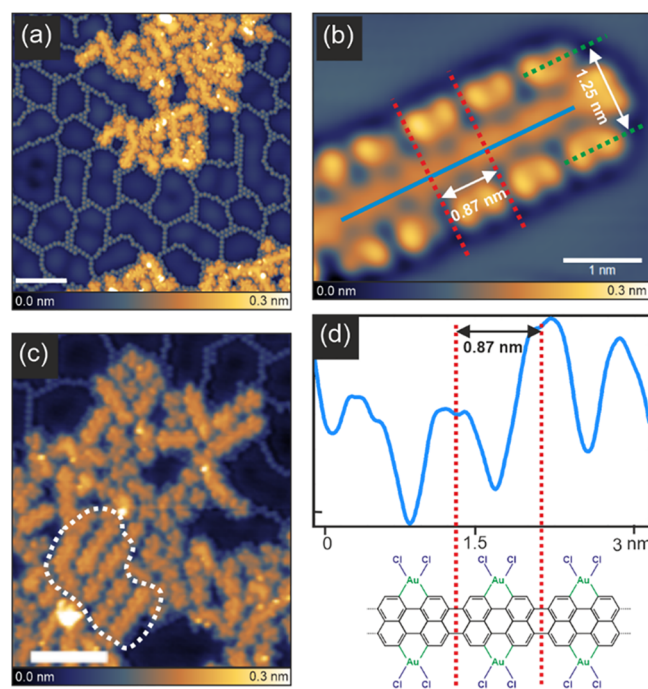 (a)
0.0 nm 0.3 nm
(b)
1.25 nm
0.87 nm
1 nm
0.0 nm 0.3 nm
(c)
0.0 nm 0.3 nm
(d)
0.87 nm
0 1.5 3 nm
Cl Cl Cl Cl Cl Cl
Au Au Au
Au Au Au
Cl Cl Cl Cl Cl Cl